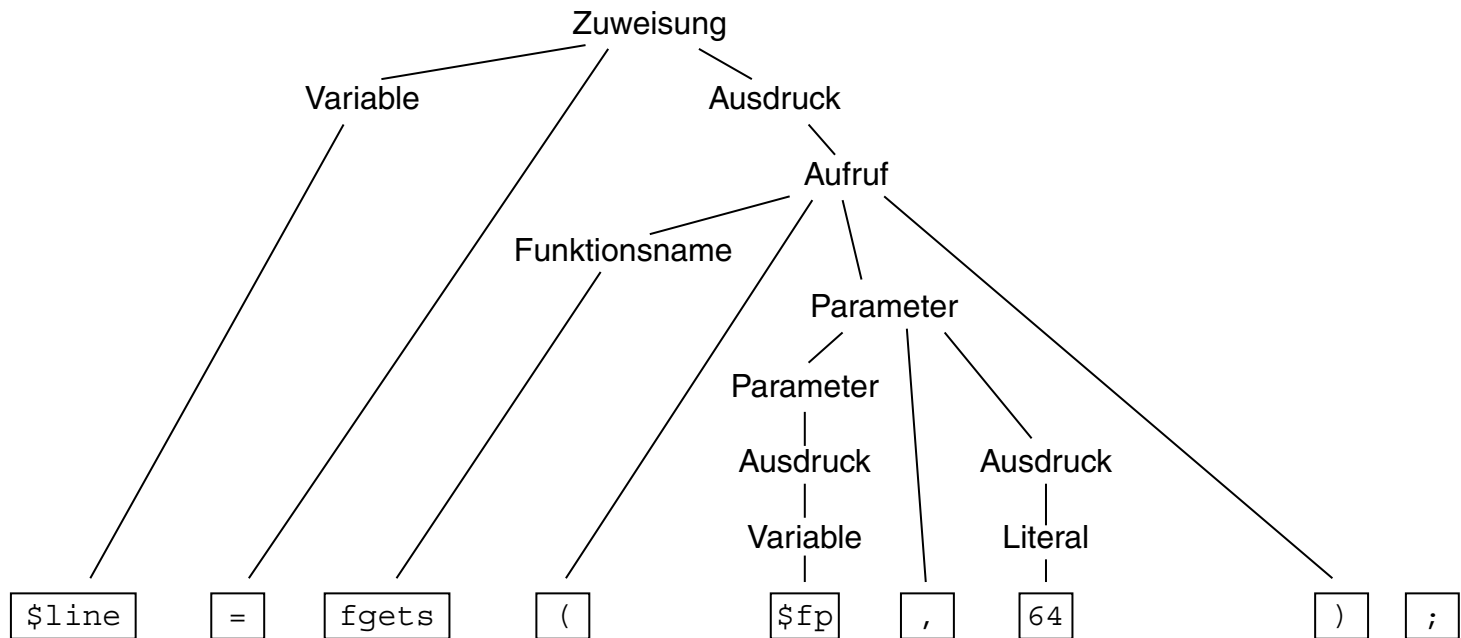 Zuweisung
Variable Ausdruck
Aufruf
Funktionsname
Parameter
Parameter
Ausdruck Ausdruck
Variable Literal
$line = fgets ( $fp , 64 ) ;